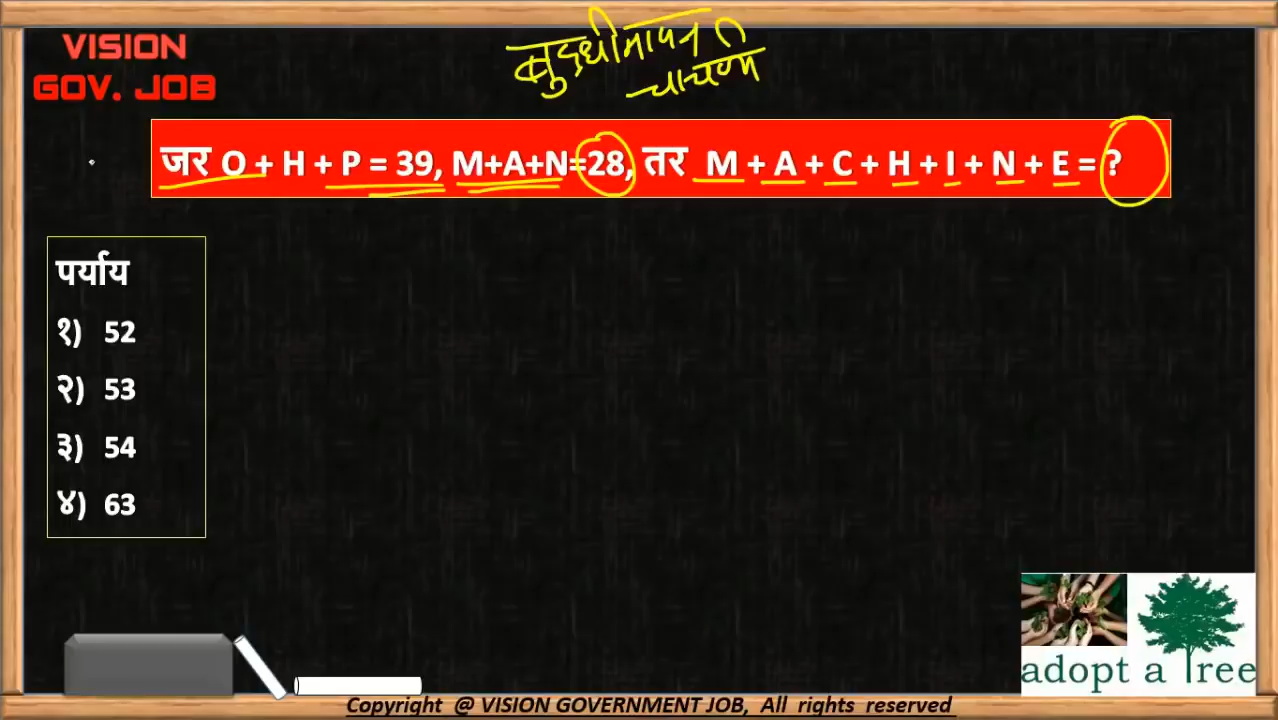 VISION
GOV. JOB
बुद्धीमापन
चाचणी
जर O + H + P = 39, M+A+N=28, तर M + A + C + H + I + N + E = ?
पर्याय
१) 52
२) 53
३) 54
४) 63
adopt a Tree
Copyright @ VISION GOVERNMENT JOB, All rights reserved